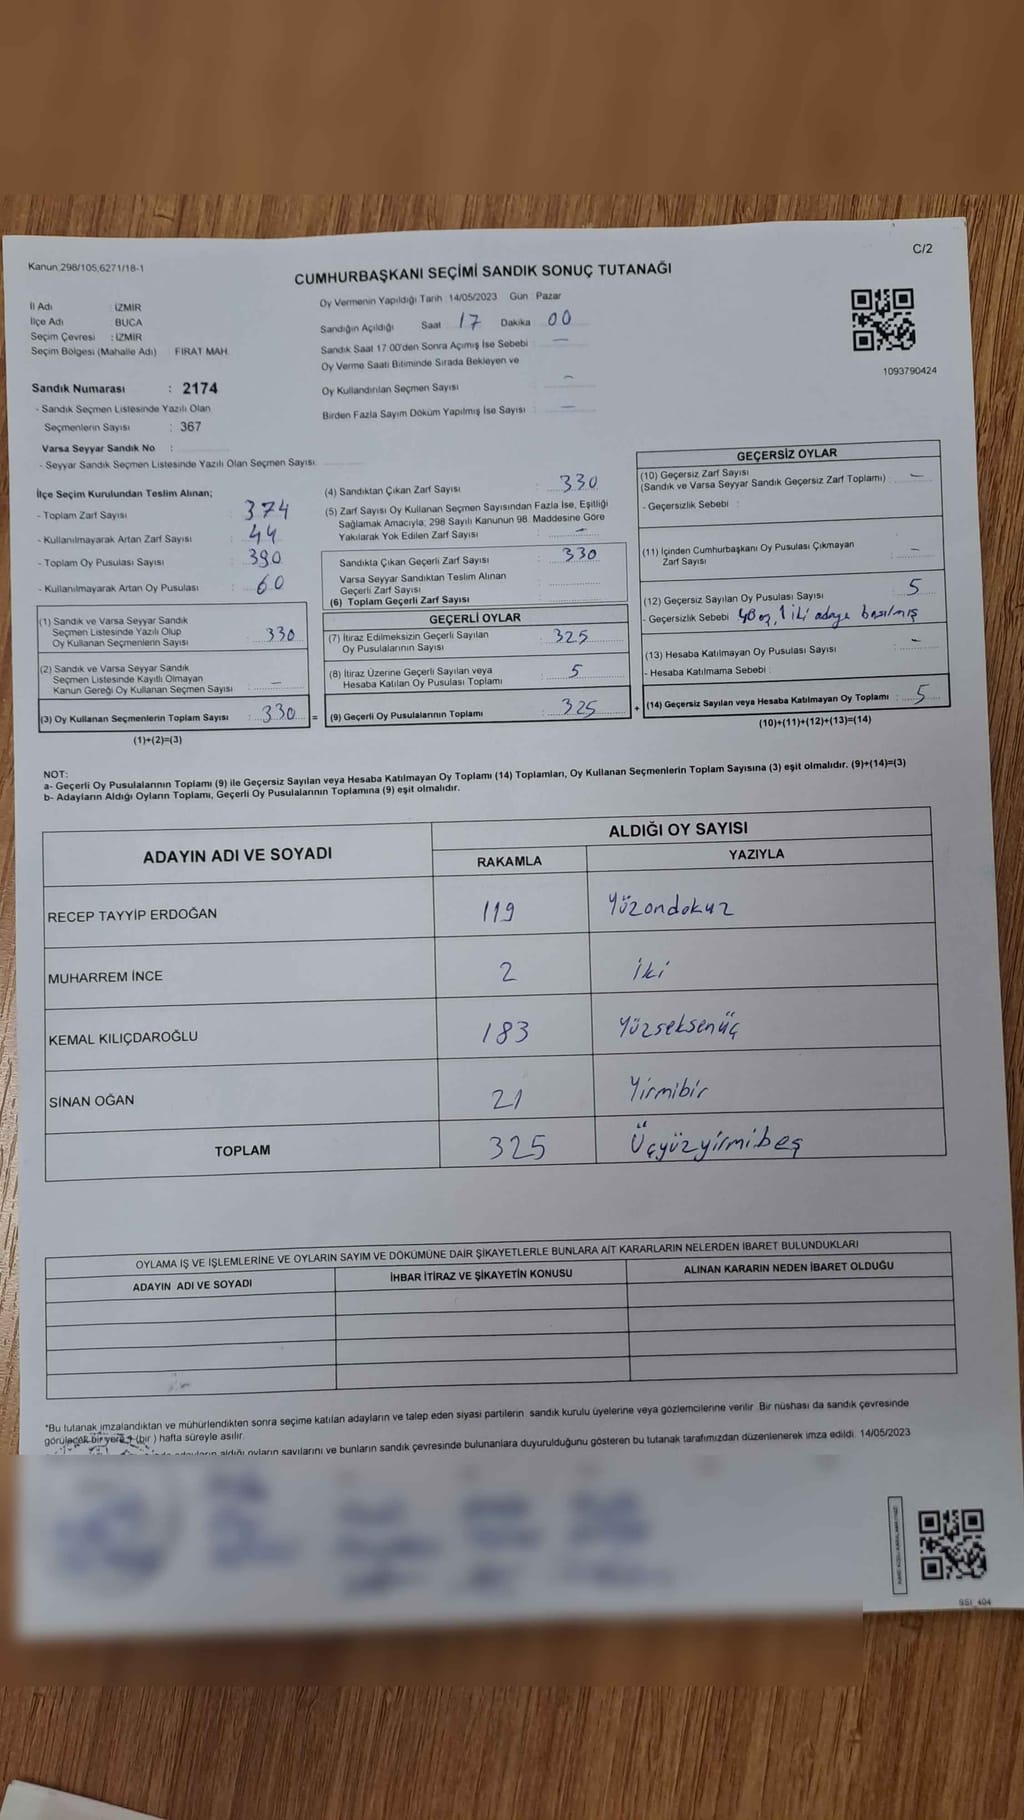 C/2
Kanun 298/105,6271/18-1
CUMHURBAŞKANI SEÇİMİ SANDIK SONUÇ TUTANAĞI
İl Adı : İZMİR
İlçe Adı : BUCA
Seçim Çevresi : İZMİR
Seçim Bölgesi (Mahalle Adı) FIRAT MAH.
Sandık Numarası : 2174
- Sandık Seçmen Listesinde Yazılı Olan
Seçmenlerin Sayısı : 367
Varsa Seyyar Sandık No :
- Seyyar Sandık Seçmen Listesinde Yazılı Olan Seçmen Sayısı:
Oy Vermenin Yapıldığı Tarih 14/05/2023 Gün Pazar
Sandığın Açıldığı Saat 17 Dakika 00
Sandık Saat 17:00'den Sonra Açılmış İse Sebebi : —
Oy Verme Saati Bitiminde Sırada Bekleyen ve
Oy Kullandırılan Seçmen Sayısı : —
Birden Fazla Sayım Döküm Yapılmış İse Sayısı : —
1093790424
İlçe Seçim Kurulundan Teslim Alınan;
- Toplam Zarf Sayısı : 374
- Kullanılmayarak Artan Zarf Sayısı : 44
- Toplam Oy Pusulası Sayısı : 390
- Kullanılmayarak Artan Oy Pusulası : 60
(1) Sandık ve Varsa Seyyar Sandık
Seçmen Listesinde Yazılı Olup
Oy Kullanan Seçmenlerin Sayısı : 330
(2) Sandık ve Varsa Seyyar Sandık
Seçmen Listesinde Kayıtlı Olmayan
Kanun Gereği Oy Kullanan Seçmen Sayısı : —
(3) Oy Kullanan Seçmenlerin Toplam Sayısı : 330 =
(1)+(2)=(3)
(4) Sandıktan Çıkan Zarf Sayısı : 330
(5) Zarf Sayısı Oy Kullanan Seçmen Sayısından Fazla İse, Eşitliği
Sağlamak Amacıyla; 298 Sayılı Kanunun 98. Maddesine Göre
Yakılarak Yok Edilen Zarf Sayısı : —
Sandıkta Çıkan Geçerli Zarf Sayısı : 330
Varsa Seyyar Sandıktan Teslim Alınan
Geçerli Zarf Sayısı :
(6) Toplam Geçerli Zarf Sayısı :
GEÇERLİ OYLAR
(7) İtiraz Edilmeksizin Geçerli Sayılan
Oy Pusulalarının Sayısı : 325
(8) İtiraz Üzerine Geçerli Sayılan veya
Hesaba Katılan Oy Pusulası Toplamı : 5
(9) Geçerli Oy Pusulalarının Toplamı : 325 +
GEÇERSİZ OYLAR
(10) Geçersiz Zarf Sayısı
(Sandık ve Varsa Seyyar Sandık Geçersiz Zarf Toplamı) : —
- Geçersizlik Sebebi :
(11) İçinden Cumhurbaşkanı Oy Pusulası Çıkmayan
Zarf Sayısı : —
(12) Geçersiz Sayılan Oy Pusulası Sayısı : 5
- Geçersizlik Sebebi 4 Boş, 1 iki adaya basılmış
(13) Hesaba Katılmayan Oy Pusulası Sayısı : —
- Hesaba Katılmama Sebebi :
(14) Geçersiz Sayılan veya Hesaba Katılmayan Oy Toplamı : 5
(10)+(11)+(12)+(13)=(14)
NOT:
a- Geçerli Oy Pusulalarının Toplamı (9) ile Geçersiz Sayılan veya Hesaba Katılmayan Oy Toplamı (14) Toplamları, Oy Kullanan Seçmenlerin Toplam Sayısına (3) eşit olmalıdır. (9)+(14)=(3)
b- Adayların Aldığı Oyların Toplamı, Geçerli Oy Pusulalarının Toplamına (9) eşit olmalıdır.
ADAYIN ADI VE SOYADI
ALDIĞI OY SAYISI
RAKAMLA YAZIYLA
RECEP TAYYİP ERDOĞAN 119 Yüzondokuz
MUHARREM İNCE 2 İki
KEMAL KILIÇDAROĞLU 183 Yüzseksenüç
SİNAN OĞAN 21 Yirmibir
TOPLAM 325 Üçyüzyirmibeş
OYLAMA İŞ VE İŞLEMLERİNE VE OYLARIN SAYIM VE DÖKÜMÜNE DAİR ŞİKAYETLERLE BUNLARA AİT KARARLARIN NELERDEN İBARET BULUNDUKLARI
ADAYIN ADI VE SOYADI İHBAR İTİRAZ VE ŞİKAYETİN KONUSU ALINAN KARARIN NEDEN İBARET OLDUĞU
*Bu tutanak imzalandıktan ve mühürlendikten sonra seçime katılan adayların ve talep eden siyasi partilerin sandık kurulu üyelerine veya gözlemcilerine verilir. Bir nüshası da sandık çevresinde
görülecek bir yere 1 (bir) hafta süreyle asılır.
adayların aldığı oyların sayılarını ve bunların sandık çevresinde bulunanlara duyurulduğunu gösteren bu tutanak tarafımızdan düzenlenerek imza edildi. 14/05/2023
SSİ_404